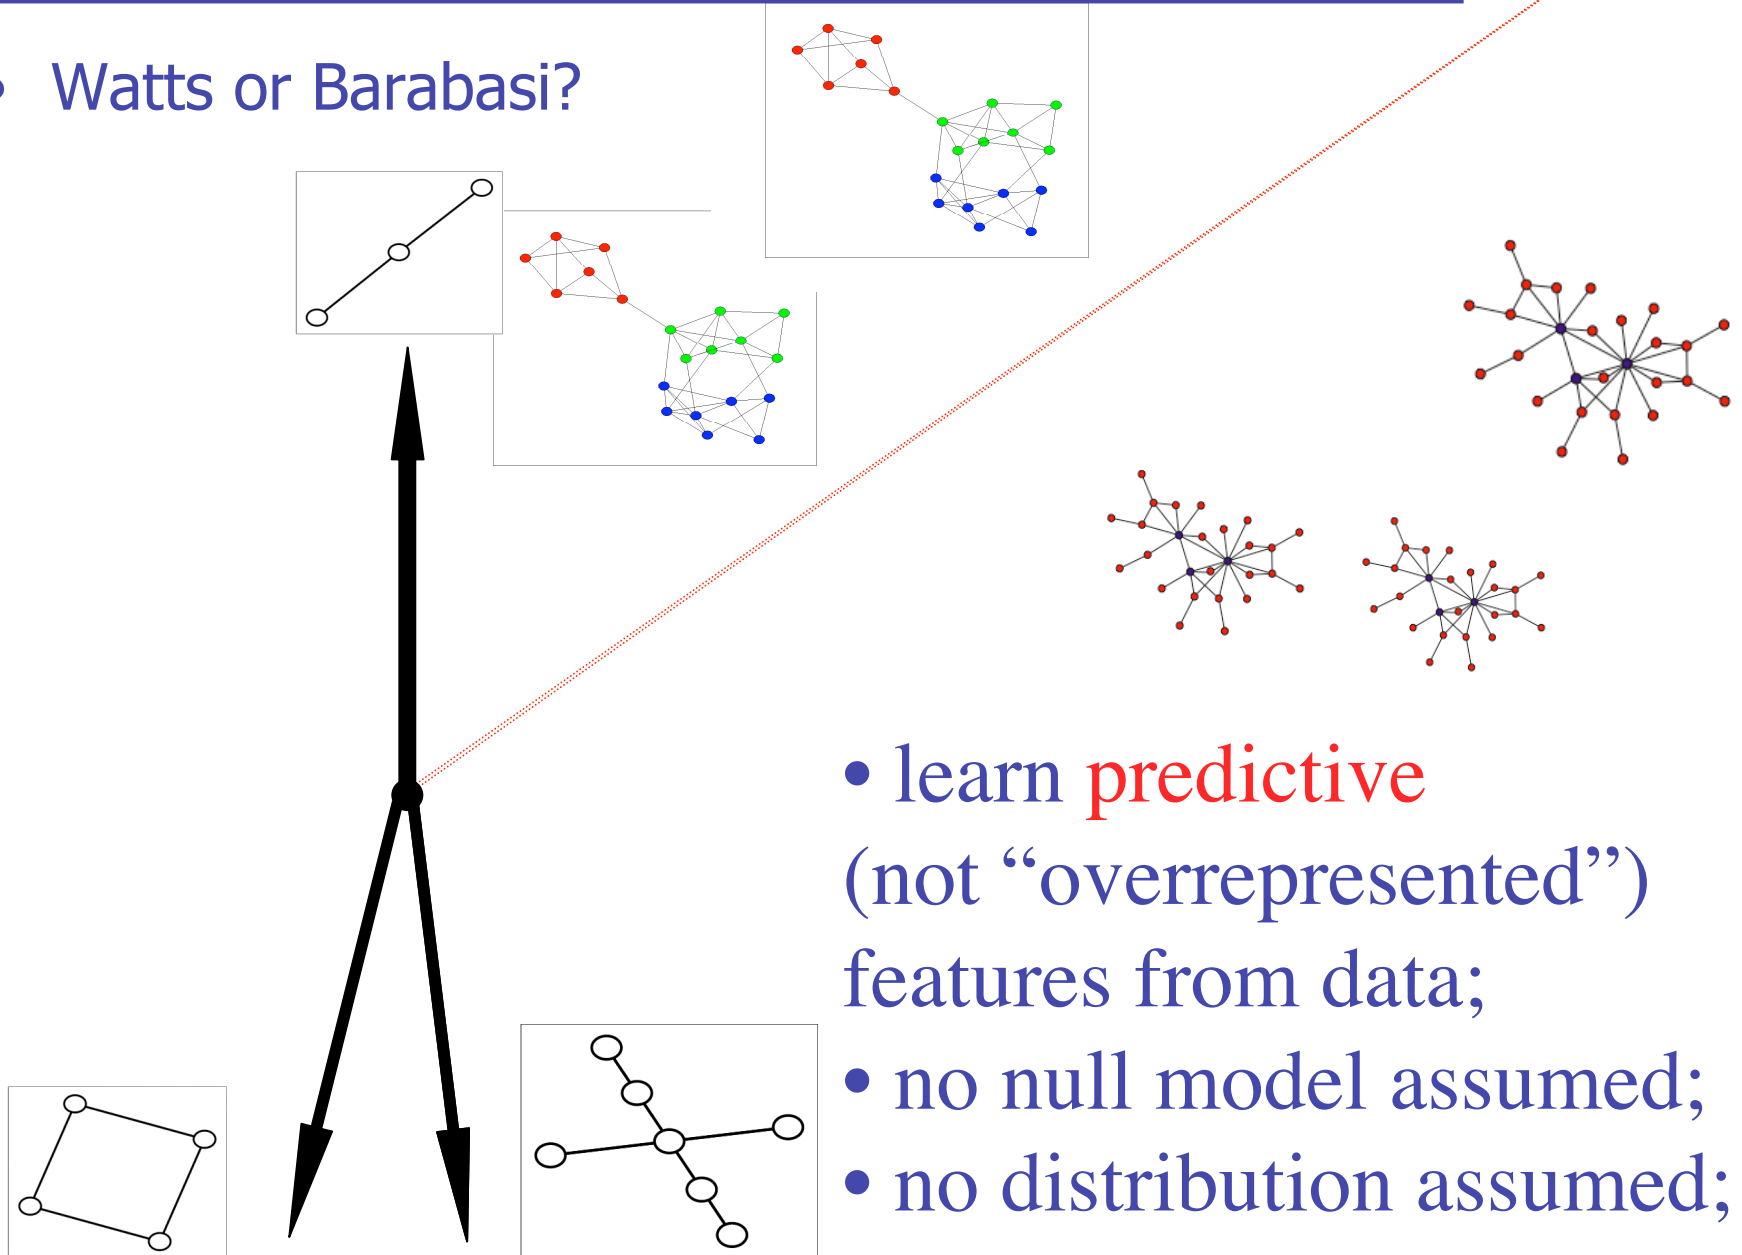 • Watts or Barabasi?
• learn predictive
(not “overrepresented”)
features from data;
• no null model assumed;
• no distribution assumed;